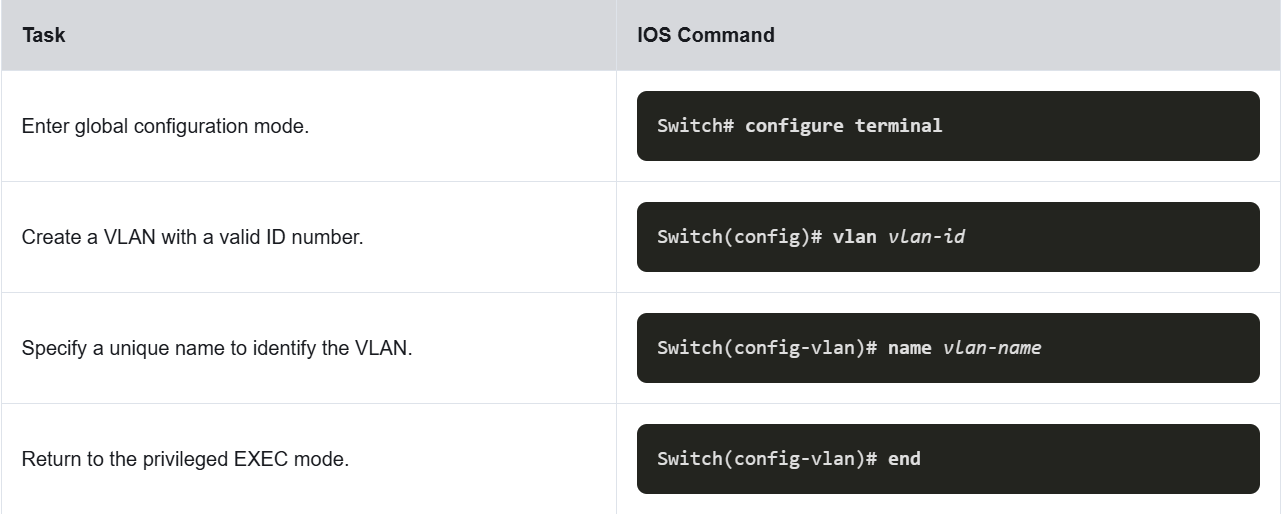 Task
IOS Command
Enter global configuration mode.
Switch# configure terminal
Create a VLAN with a valid ID number.
Switch(config)# vlan vlan-id
Specify a unique name to identify the VLAN.
Switch(config-vlan)# name vlan-name
Return to the privileged EXEC mode.
Switch(config-vlan)# end